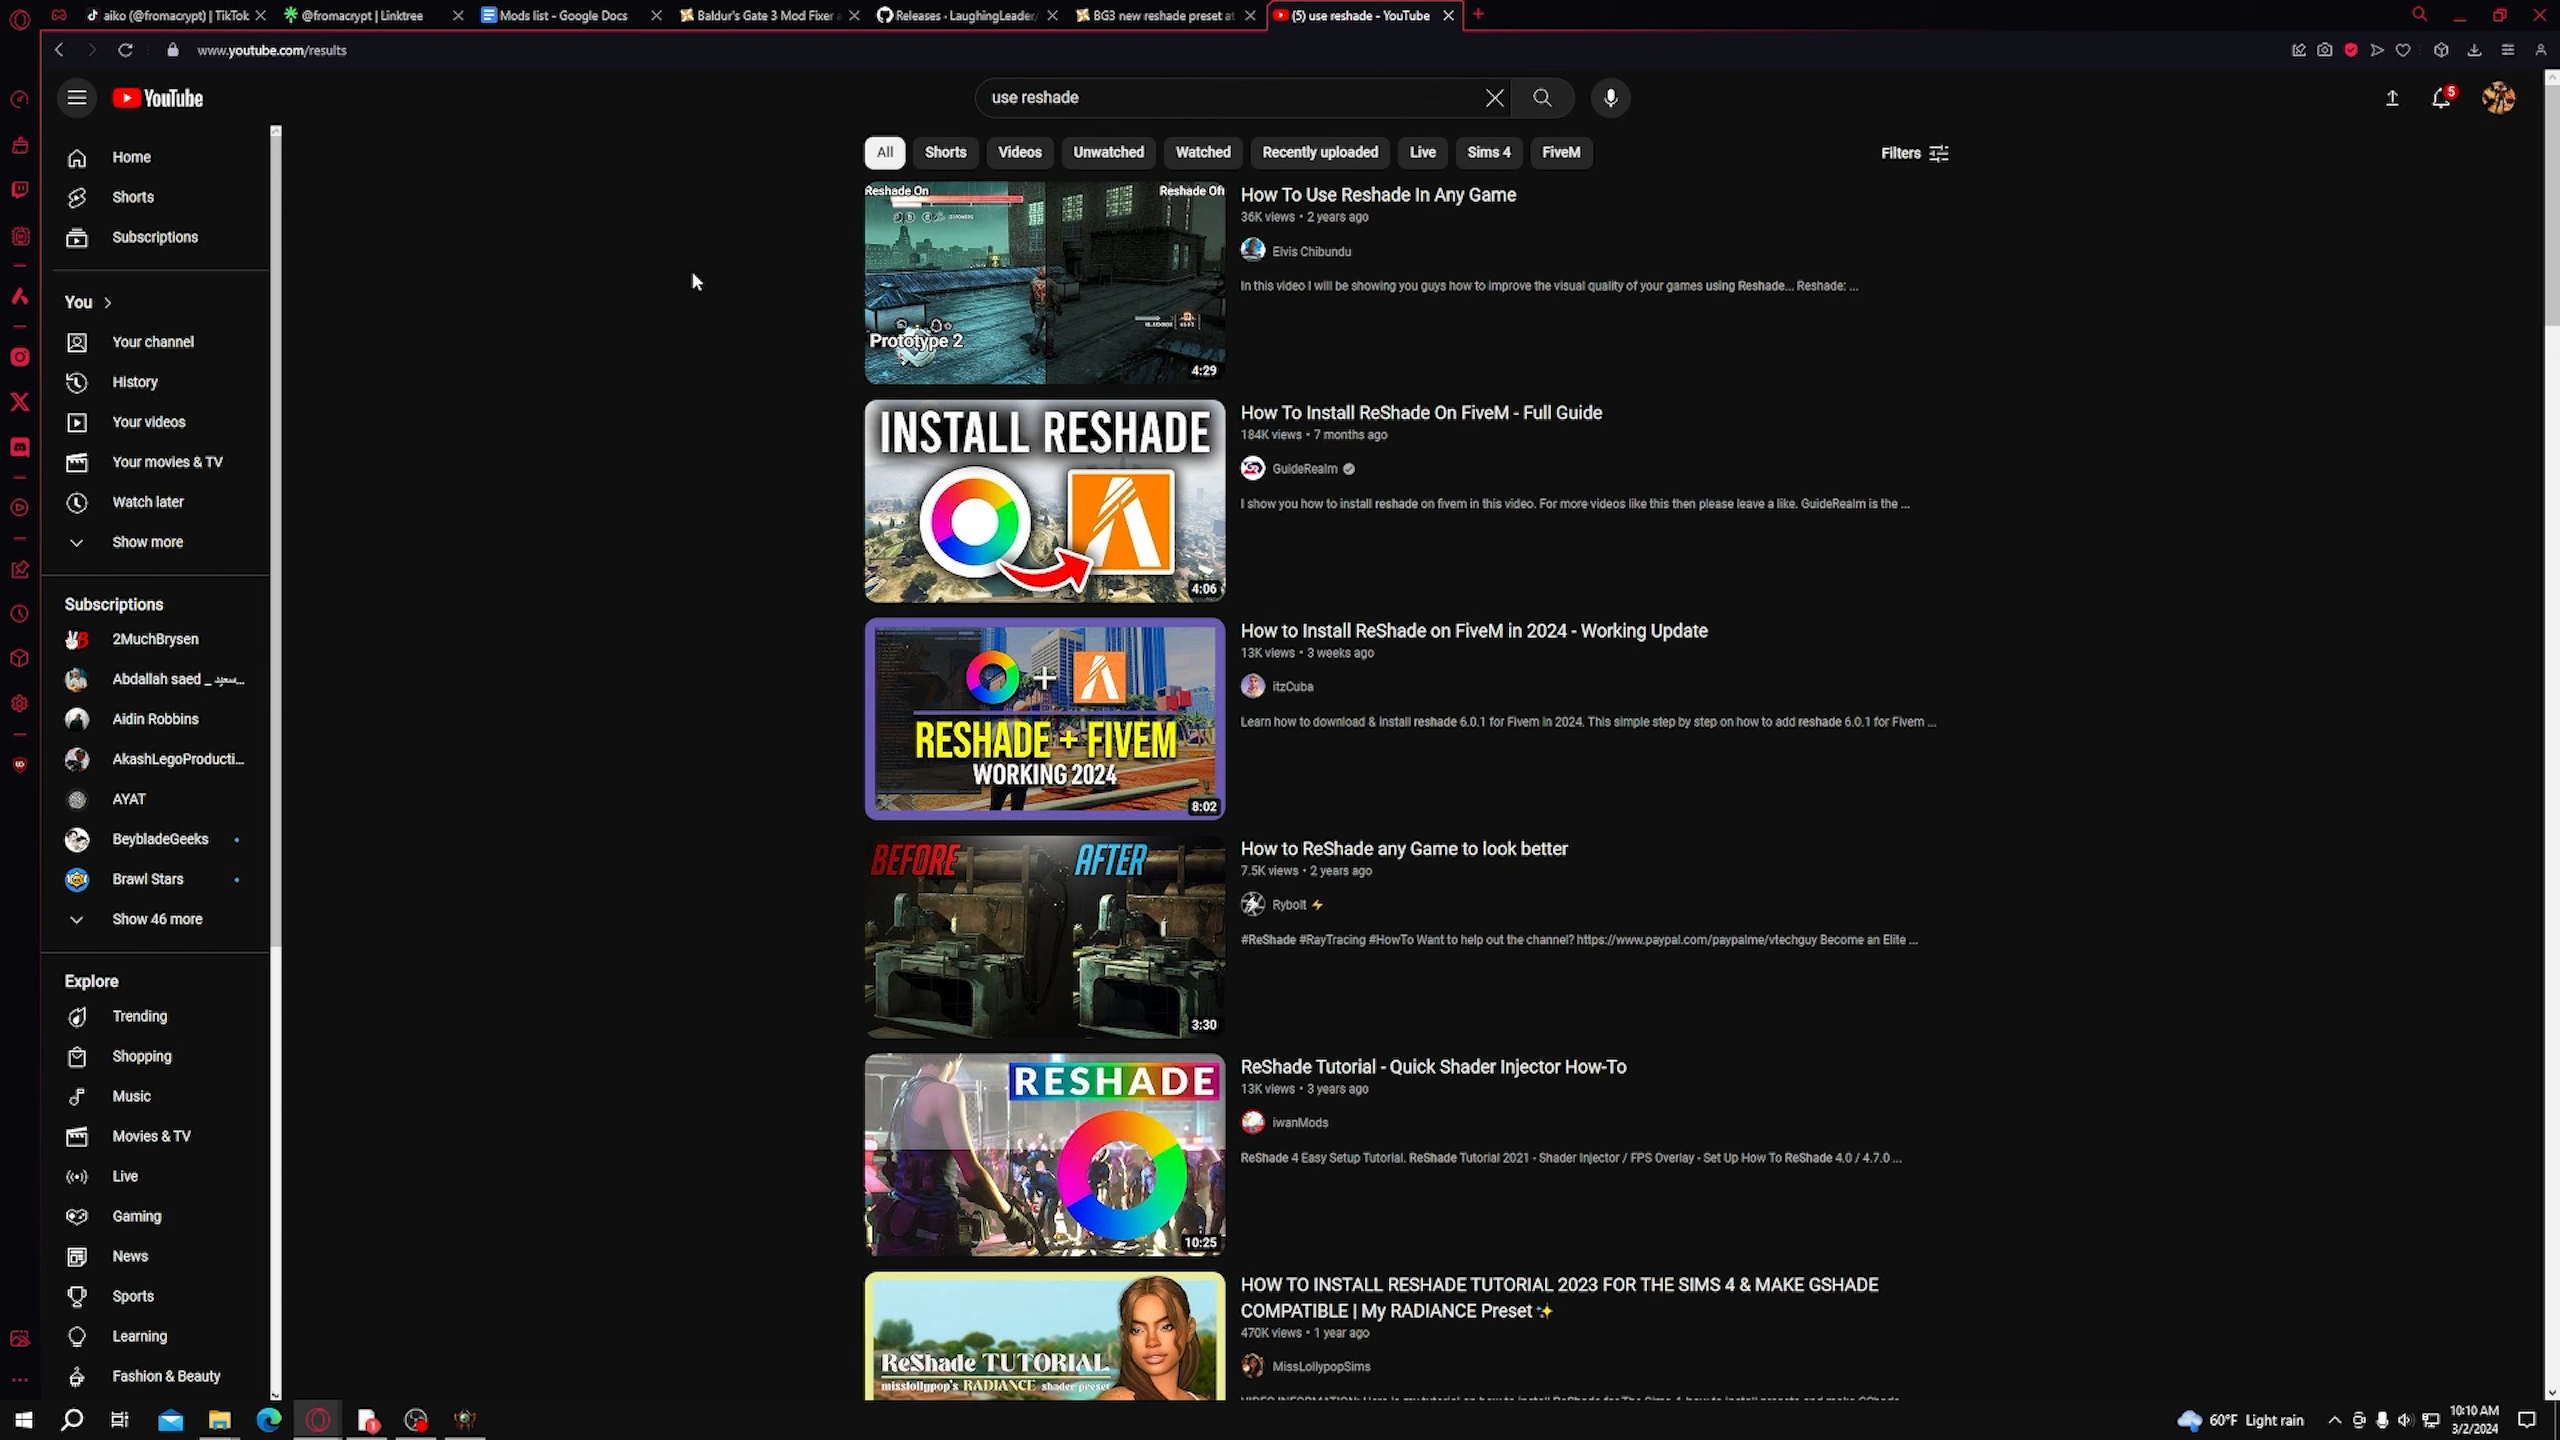 aiko (@fromacrypt) | TikTok
@fromacrypt | Linktree
Mods list - Google Docs
Baldur's Gate 3 Mod Fixer a
Releases · LaughingLeader/
BG3 new reshade preset at
(5) use reshade - YouTube
www.youtube.com/results
YouTube
use reshade
5
Home
Shorts
Subscriptions
You
Your channel
History
Your videos
Your movies & TV
Watch later
Show more
Subscriptions
2MuchBrysen
Aidin Robbins
AkashLegoProducti...
AYAT
BeybladeGeeks
Brawl Stars
Show 46 more
Explore
Trending
Shopping
Music
Movies & TV
Live
Gaming
News
Sports
Learning
Fashion & Beauty
All
Shorts
Videos
Unwatched
Watched
Recently uploaded
Live
Sims 4
FiveM
Filters
Reshade On
Reshade Off
Prototype 2
4:29
How To Use Reshade In Any Game
36K views • 2 years ago
Elvis Chibundu
In this video I will be showing you guys how to improve the visual quality of your games using Reshade... Reshade: ...
INSTALL RESHADE
4:06
How To Install ReShade On FiveM - Full Guide
184K views • 7 months ago
GuideRealm
I show you how to install reshade on fivem in this video. For more videos like this then please leave a like. GuideRealm is the ...
RESHADE + FIVEM
WORKING 2024
8:02
How to Install ReShade on FiveM in 2024 - Working Update
13K views • 3 weeks ago
itzCuba
Learn how to download & install reshade 6.0.1 for Fivem in 2024. This simple step by step on how to add reshade 6.0.1 for Fivem ...
BEFORE
AFTER
3:30
How to ReShade any Game to look better
7.5K views • 2 years ago
Rybolt ⚡
#ReShade #RayTracing #HowTo Want to help out the channel? https://www.paypal.com/paypalme/vtechguy Become an Elite ...
RESHADE
10:25
ReShade Tutorial - Quick Shader Injector How-To
13K views • 3 years ago
iwanMods
ReShade 4 Easy Setup Tutorial. ReShade Tutorial 2021 - Shader Injector / FPS Overlay - Set Up How To ReShade 4.0 / 4.7.0 ...
ReShade TUTORIAL
misslollypop's RADIANCE shader preset
HOW TO INSTALL RESHADE TUTORIAL 2023 FOR THE SIMS 4 & MAKE GSHADE
COMPATIBLE | My RADIANCE Preset ✨
470K views • 1 year ago
MissLollypopSims
60°F Light rain
10:10 AM
3/2/2024